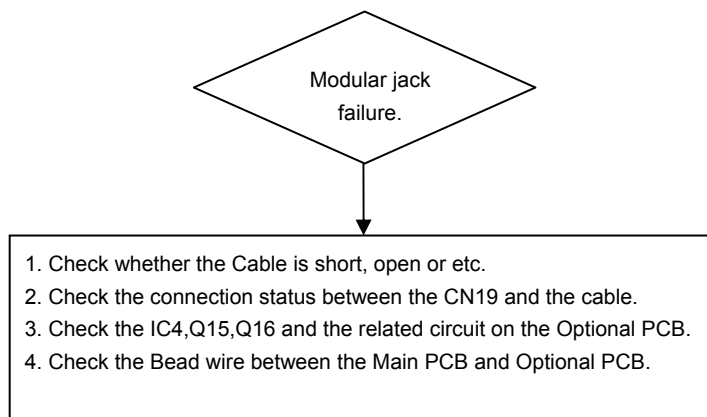 Modular jack
failure.
1. Check whether the Cable is short, open or etc.
2. Check the connection status between the CN19 and the cable.
3. Check the IC4,Q15,Q16 and the related circuit on the Optional PCB.
4. Check the Bead wire between the Main PCB and Optional PCB.